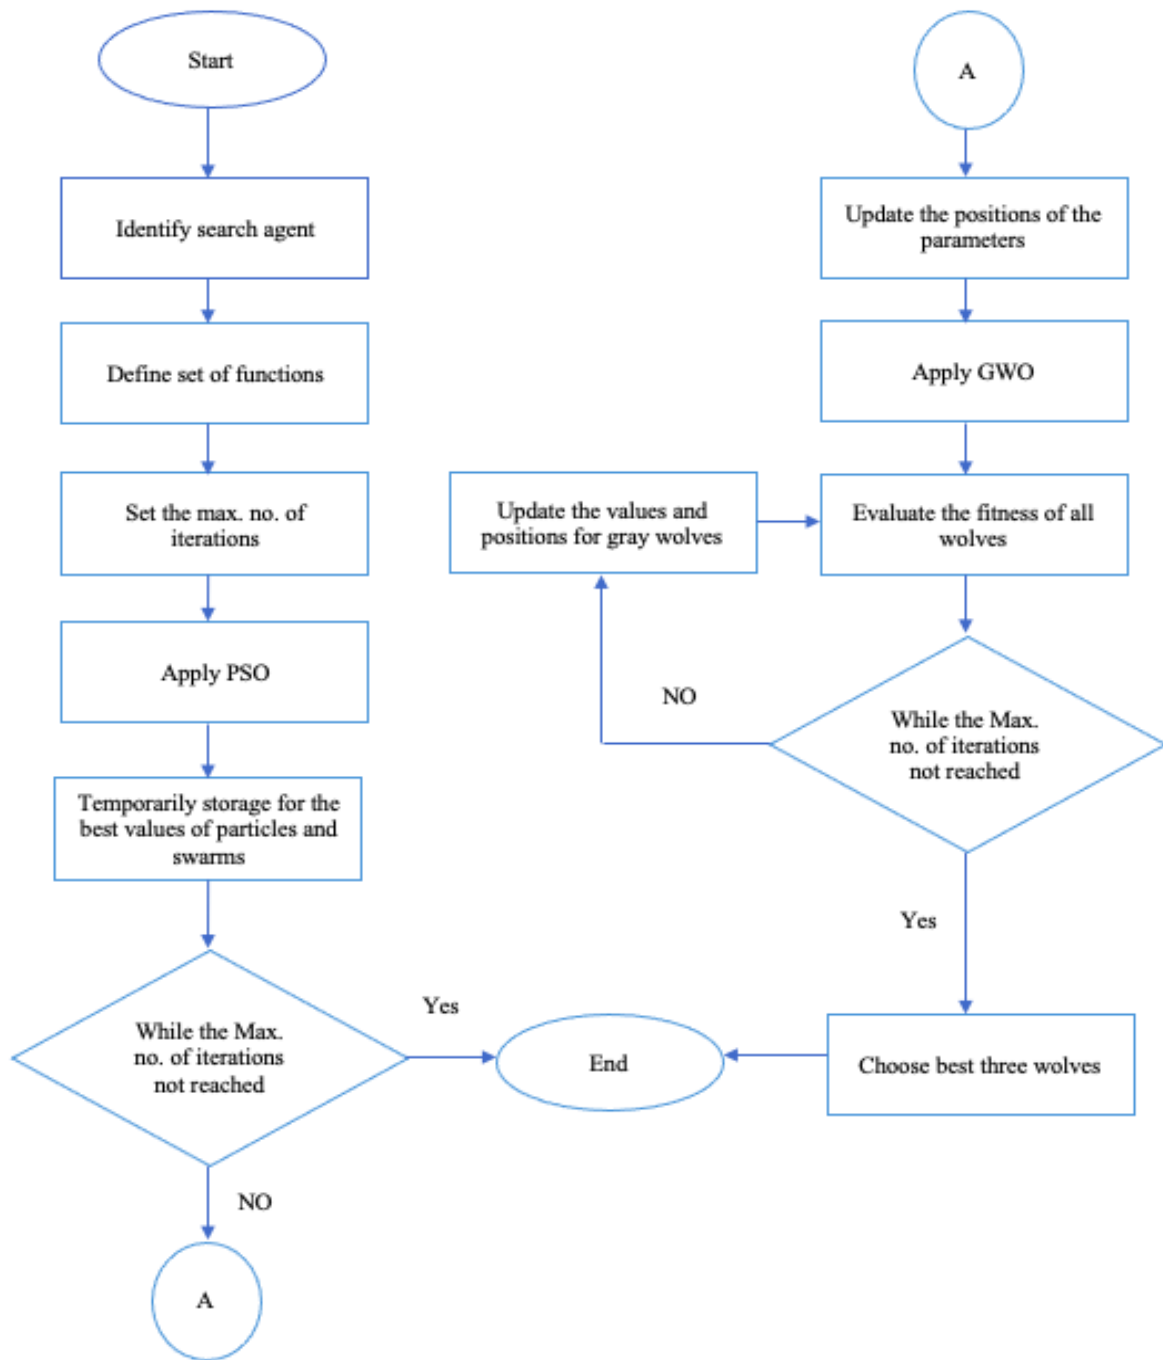 Start
Identify search agent
Define set of functions
Set the max. no. of
iterations
Apply PSO
Temporarily storage for the
best values of particles and
swarms
While the Max.
no. of iterations
not reached
Yes
NO
A
End
A
Update the positions of the
parameters
Apply GWO
Evaluate the fitness of all
wolves
Update the values and
positions for gray wolves
While the Max.
no. of iterations
not reached
NO
Yes
Choose best three wolves